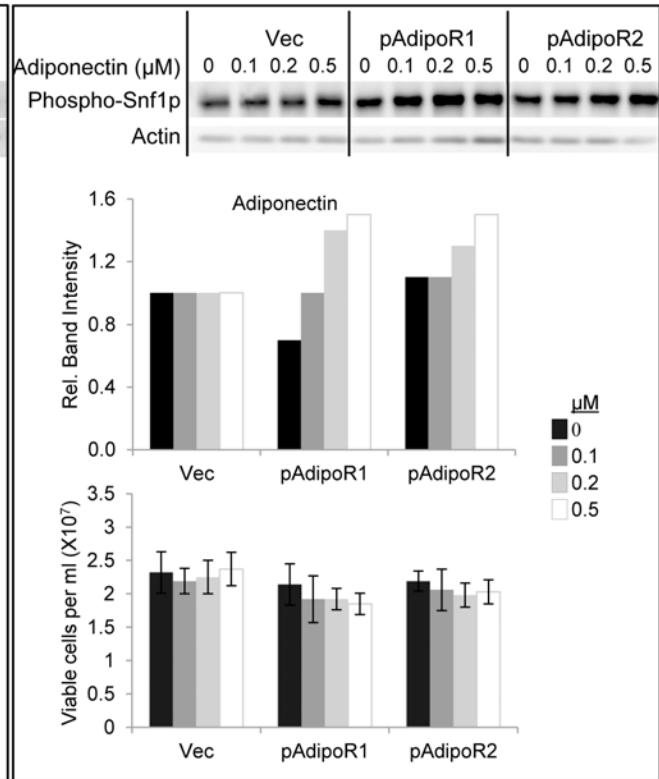 Vec pAdipoR1 pAdipoR2
Adiponectin (µM) 0 0.1 0.2 0.5 0 0.1 0.2 0.5 0 0.1 0.2 0.5
Phospho-Snf1p
Actin
Adiponectin
Rel. Band Intensity
1.6
1.2
0.8
0.4
0.0
Vec pAdipoR1 pAdipoR2
µM
0
0.1
0.2
0.5
Viable cells per ml (X10⁷)
3.5
3
2.5
2
1.5
1
0.5
0
Vec pAdipoR1 pAdipoR2